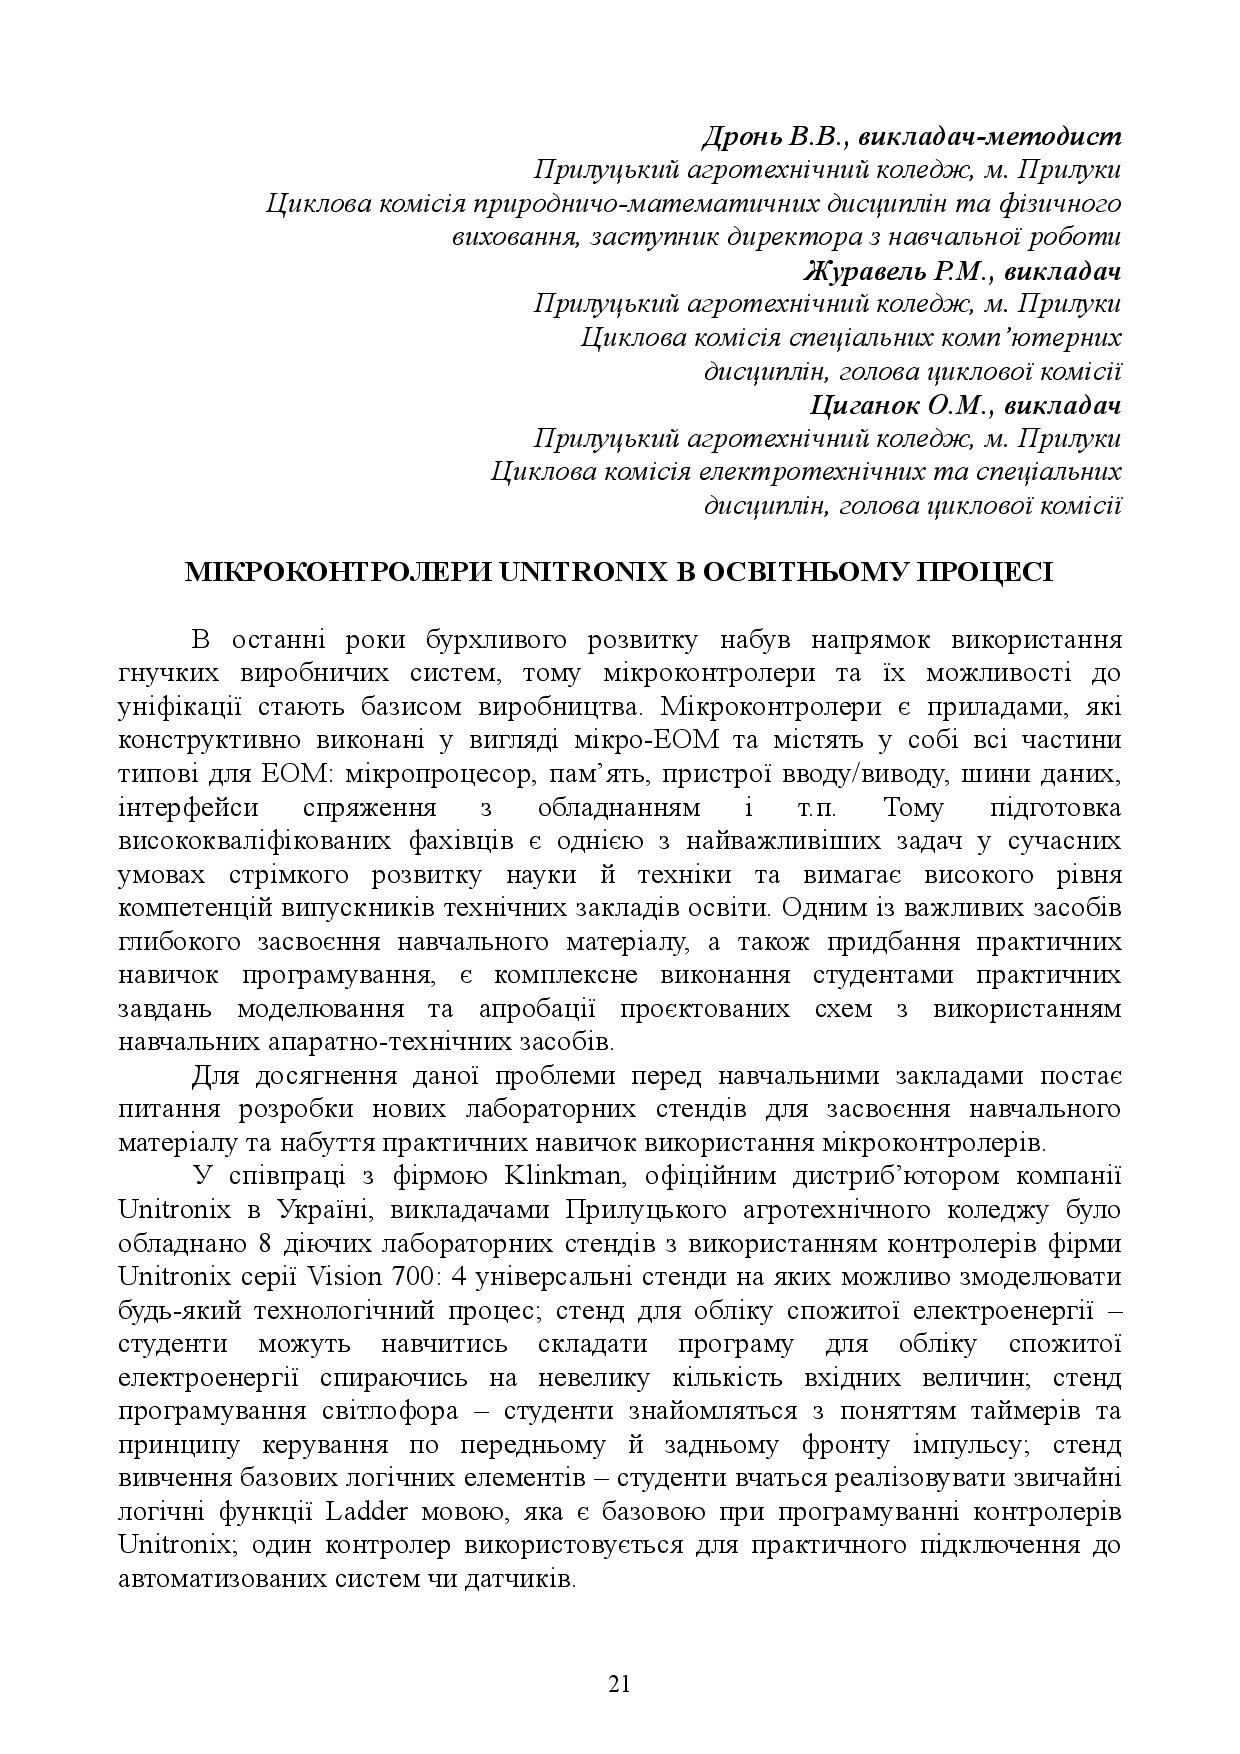 Дронь В.В., викладач-методист
Прилуцький агротехнічний коледж, м. Прилуки
Циклова комісія природничо-математичних дисциплін та фізичного
виховання, заступник директора з навчальної роботи
Журавель Р.М., викладач
Прилуцький агротехнічний коледж, м. Прилуки
Циклова комісія спеціальних комп’ютерних
дисциплін, голова циклової комісії
Циганок О.М., викладач
Прилуцький агротехнічний коледж, м. Прилуки
Циклова комісія електротехнічних та спеціальних
дисциплін, голова циклової комісії
МІКРОКОНТРОЛЕРИ UNITRONIX В ОСВІТНЬОМУ ПРОЦЕСІ
В останні роки бурхливого розвитку набув напрямок використання
гнучких виробничих систем, тому мікроконтролери та їх можливості до
уніфікації стають базисом виробництва. Мікроконтролери є приладами, які
конструктивно виконані у вигляді мікро-ЕОМ та містять у собі всі частини
типові для ЕОМ: мікропроцесор, пам’ять, пристрої вводу/виводу, шини даних,
інтерфейси спряження з обладнанням і т.п. Тому підготовка
висококваліфікованих фахівців є однією з найважливіших задач у сучасних
умовах стрімкого розвитку науки й техніки та вимагає високого рівня
компетенцій випускників технічних закладів освіти. Одним із важливих засобів
глибокого засвоєння навчального матеріалу, а також придбання практичних
навичок програмування, є комплексне виконання студентами практичних
завдань моделювання та апробації проєктованих схем з використанням
навчальних апаратно-технічних засобів.
Для досягнення даної проблеми перед навчальними закладами постає
питання розробки нових лабораторних стендів для засвоєння навчального
матеріалу та набуття практичних навичок використання мікроконтролерів.
У співпраці з фірмою Klinkman, офіційним дистриб’ютором компанії
Unitronix в Україні, викладачами Прилуцького агротехнічного коледжу було
обладнано 8 діючих лабораторних стендів з використанням контролерів фірми
Unitronix серії Vision 700: 4 універсальні стенди на яких можливо змоделювати
будь-який технологічний процес; стенд для обліку спожитої електроенергії –
студенти можуть навчитись складати програму для обліку спожитої
електроенергії спираючись на невелику кількість вхідних величин; стенд
програмування світлофора – студенти знайомляться з поняттям таймерів та
принципу керування по передньому й задньому фронту імпульсу; стенд
вивчення базових логічних елементів – студенти вчаться реалізовувати звичайні
логічні функції Ladder мовою, яка є базовою при програмуванні контролерів
Unitronix; один контролер використовується для практичного підключення до
автоматизованих систем чи датчиків.
21